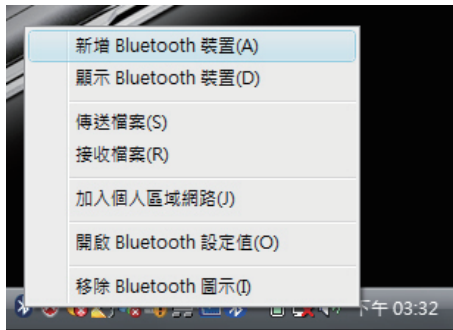 新增 Bluetooth 裝置(A)
顯示 Bluetooth 裝置(D)
傳送檔案(S)
接收檔案(R)
加入個人區域網路(J)
開啟 Bluetooth 設定值(O)
移除 Bluetooth 圖示(I)
下午 03:32